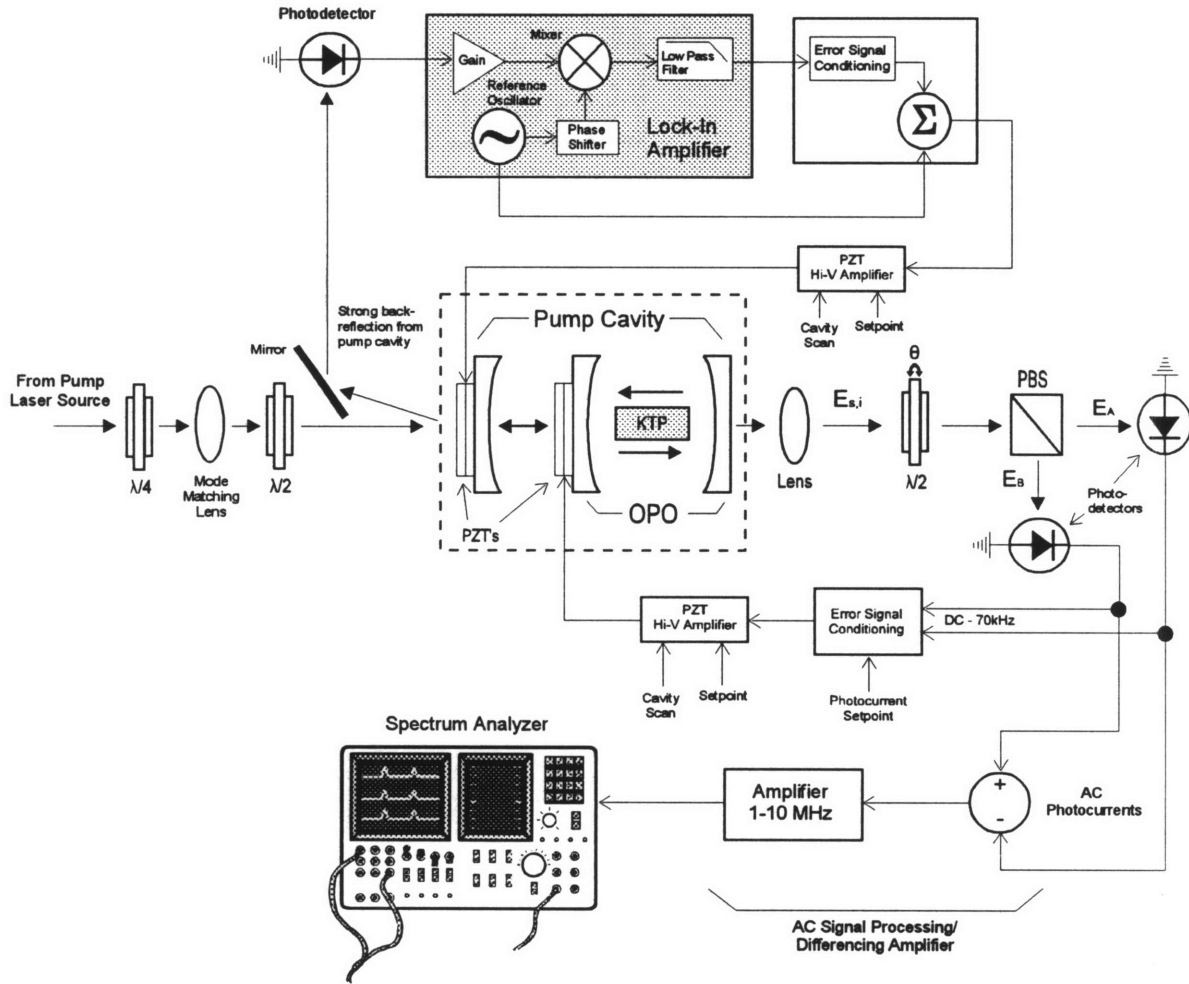 Photodetector
Gain
Mixer
Low Pass
Filter
Reference
Oscillator
Phase
Shifter
Lock-In
Amplifier
Error Signal
Conditioning
Σ
PZT
Hi-V Amplifier
Cavity
Scan
Setpoint
Strong back-
reflection from
pump cavity
Mirror
From Pump
Laser Source
λ/4
Mode
Matching
Lens
λ/2
Pump Cavity
KTP
OPO
PZT's
Lens
Es,i
θ
λ/2
PBS
EA
EB
Photo-
detectors
PZT
Hi-V Amplifier
Cavity
Scan
Setpoint
Error Signal
Conditioning
DC - 70kHz
Photocurrent
Setpoint
Spectrum Analyzer
Amplifier
1-10 MHz
+
-
AC
Photocurrents
AC Signal Processing/
Differencing Amplifier